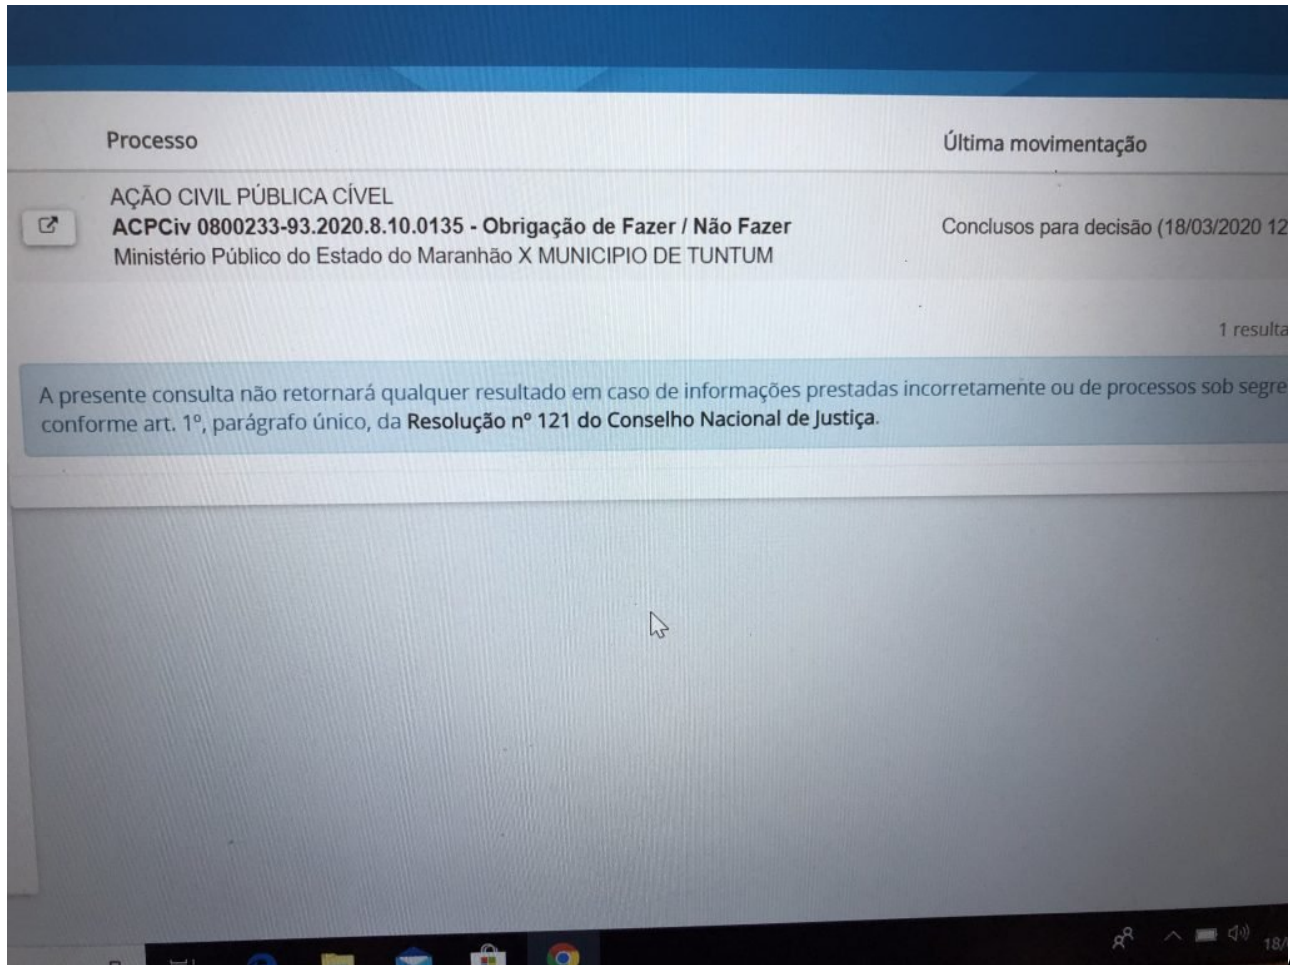 Processo
Última movimentação
AÇÃO CIVIL PÚBLICA CÍVEL
ACPCiv 0800233-93.2020.8.10.0135 - Obrigação de Fazer / Não Fazer
Conclusos para decisão (18/03/2020 12
Ministério Público do Estado do Maranhão X MUNICIPIO DE TUNTUM
1 resulta
A presente consulta não retornará qualquer resultado em caso de informações prestadas incorretamente ou de processos sob segre
conforme art. 1º, parágrafo único, da Resolução nº 121 do Conselho Nacional de Justiça.
18/